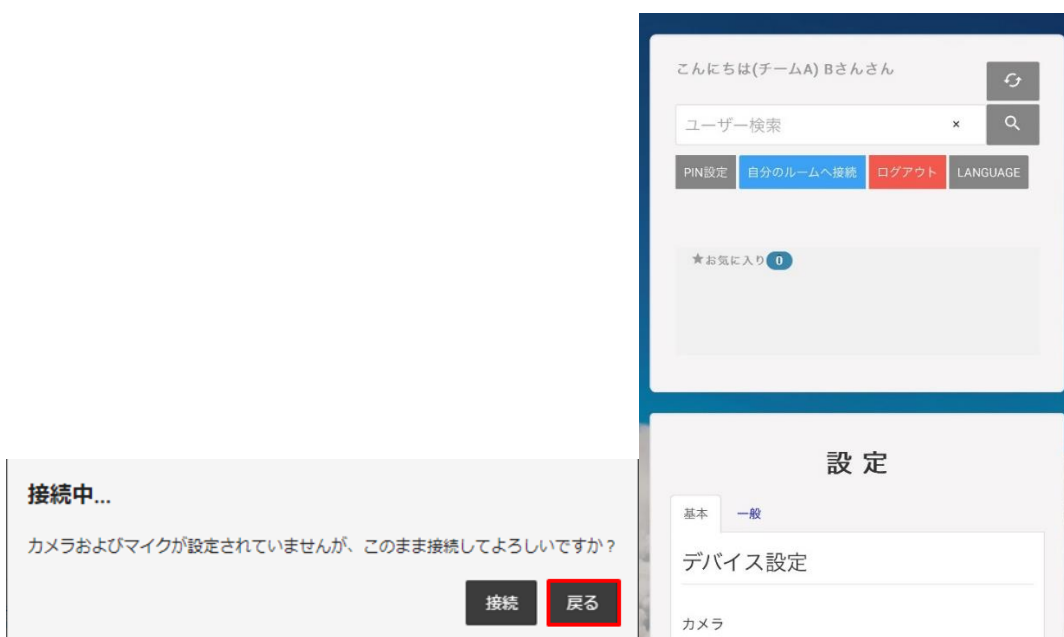 接続中...
カメラおよびマイクが設定されていませんが、このまま接続してよろしいですか？
接続 戻る
こんにちは(チームA) Bさんさん
ユーザー検索 ×
PIN設定 自分のルームへ接続 ログアウト LANGUAGE
★お気に入り 0
設定
基本 一般
デバイス設定
カメラ